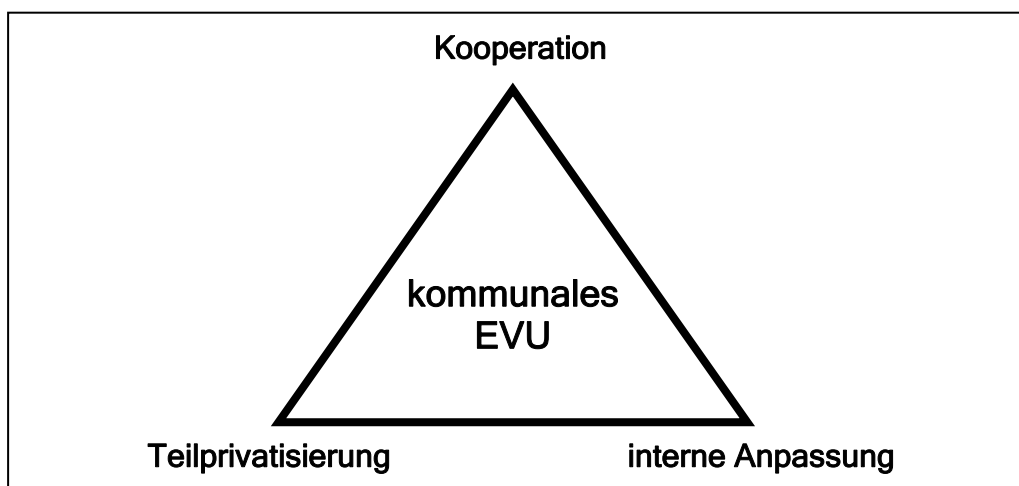 Kooperation
kommunales
EVU
Teilprivatisierung
interne Anpassung